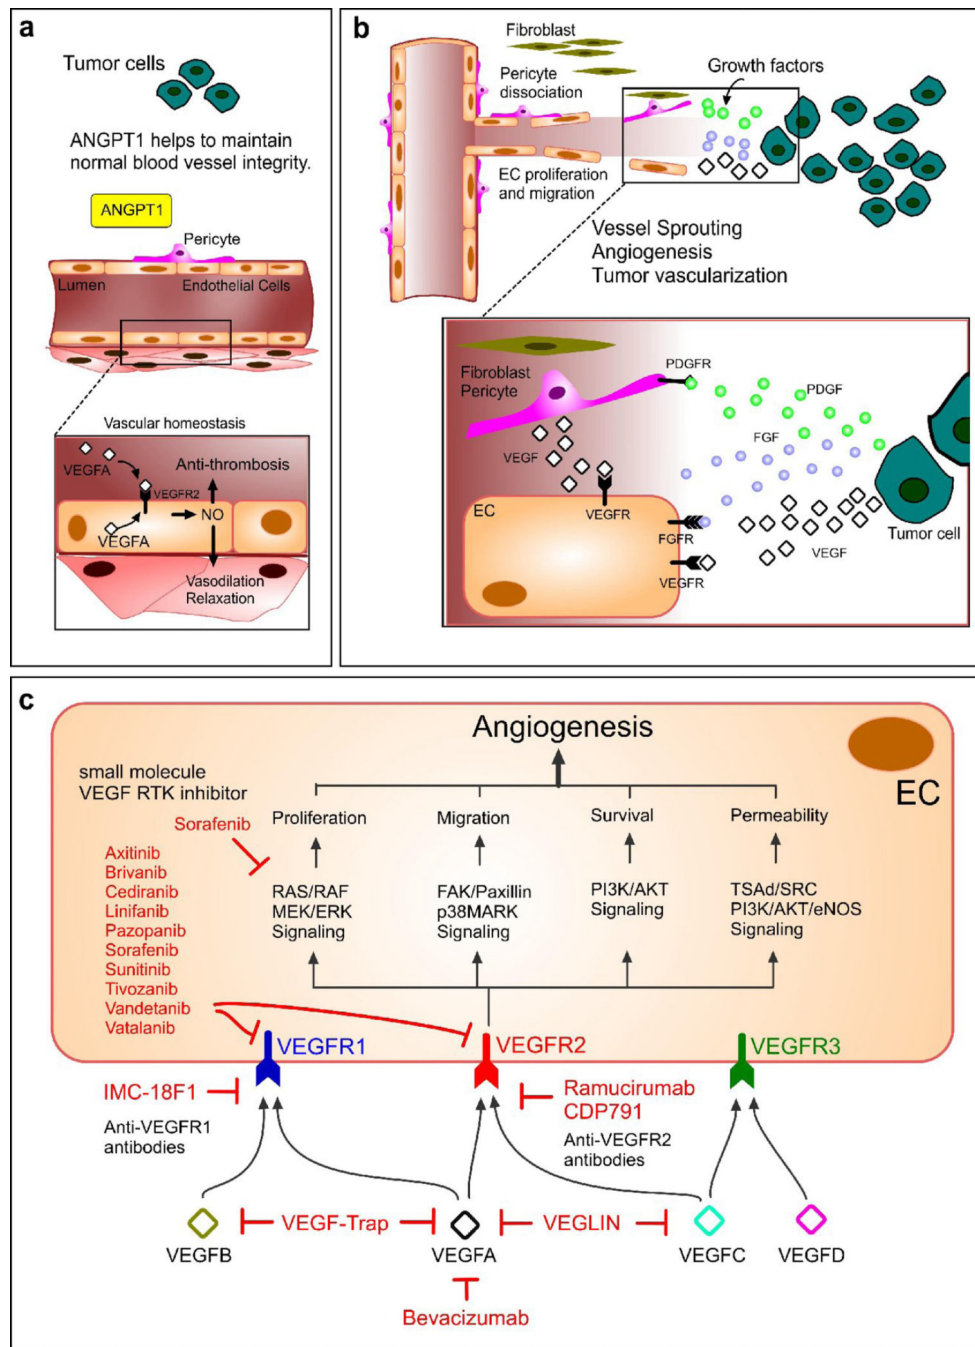 a
Tumor cells
ANGPT1 helps to maintain
normal blood vessel integrity.
ANGPT1
Pericyte
Lumen
Endothelial Cells
Vascular homeostasis
VEGFA
Anti-thrombosis
VEGFR2
NO
VEGFA
Vasodilation
Relaxation
b
Fibroblast
Pericyte
dissociation
Growth factors
EC proliferation
and migration
Vessel Sprouting
Angiogenesis
Tumor vascularization
Fibroblast
Pericyte
PDGFR
PDGF
FGF
VEGF
EC
VEGFR
FGFR
VEGFR
VEGF
Tumor cell
c
Angiogenesis
EC
small molecule
VEGF RTK inhibitor
Sorafenib
Proliferation
Migration
Survival
Permeability
Axitinib
Brivanib
Cediranib
Linifanib
Pazopanib
Sorafenib
Sunitinib
Tivozanib
Vandetanib
Vatalanib
RAS/RAF
MEK/ERK
Signaling
FAK/Paxillin
p38MARK
Signaling
PI3K/AKT
Signaling
TSAd/SRC
PI3K/AKT/eNOS
Signaling
VEGFR1
VEGFR2
VEGFR3
IMC-18F1
Anti-VEGFR1
antibodies
Ramucirumab
CDP791
Anti-VEGFR2
antibodies
VEGF-Trap
VEGLIN
VEGFB
VEGFA
VEGFC
VEGFD
Bevacizumab